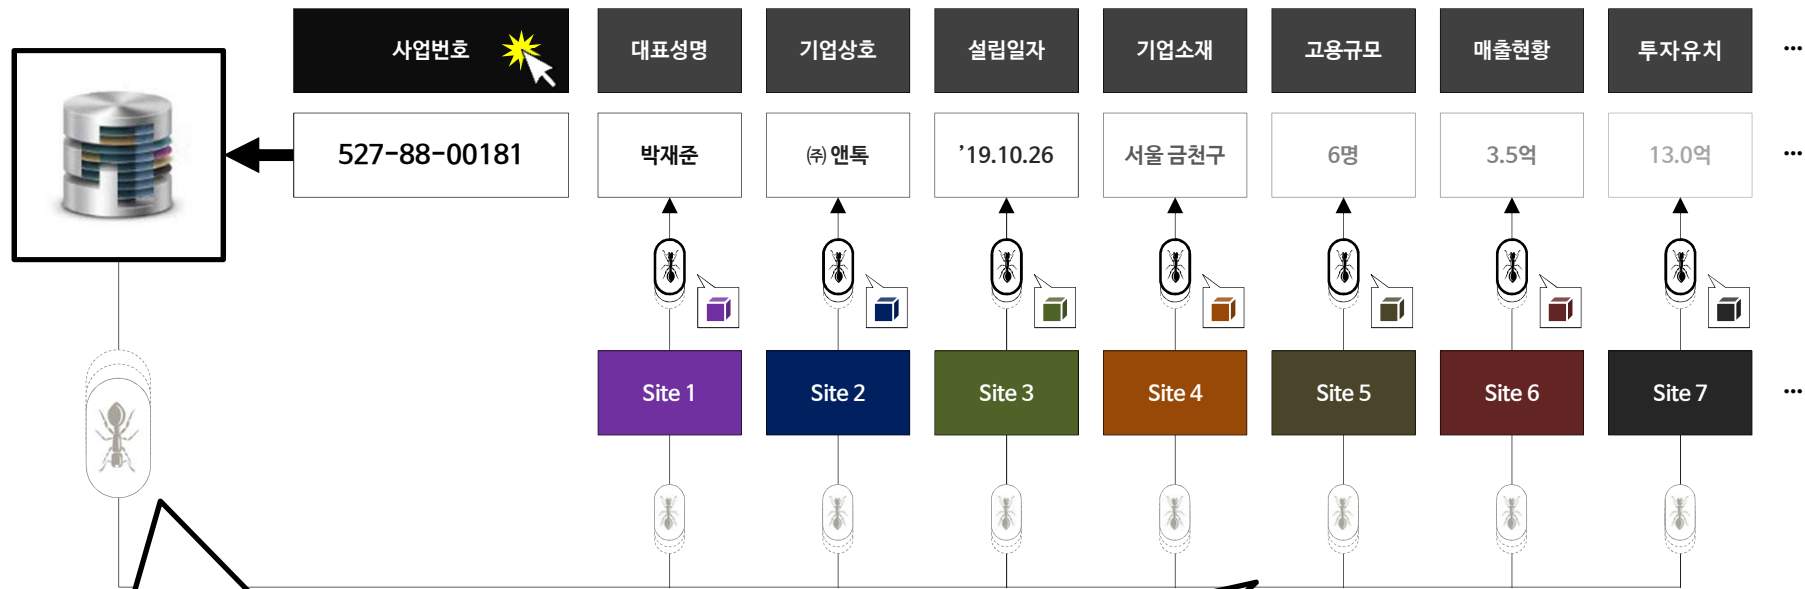 사업번호 대표성명 기업상호 설립일자 기업소재 고용규모 매출현황 투자유치 ...
527-88-00181 박재준 ㈜앤톡 ’19.10.26 서울 금천구 6명 3.5억 13.0억 ...
Site 1 Site 2 Site 3 Site 4 Site 5 Site 6 Site 7 ...